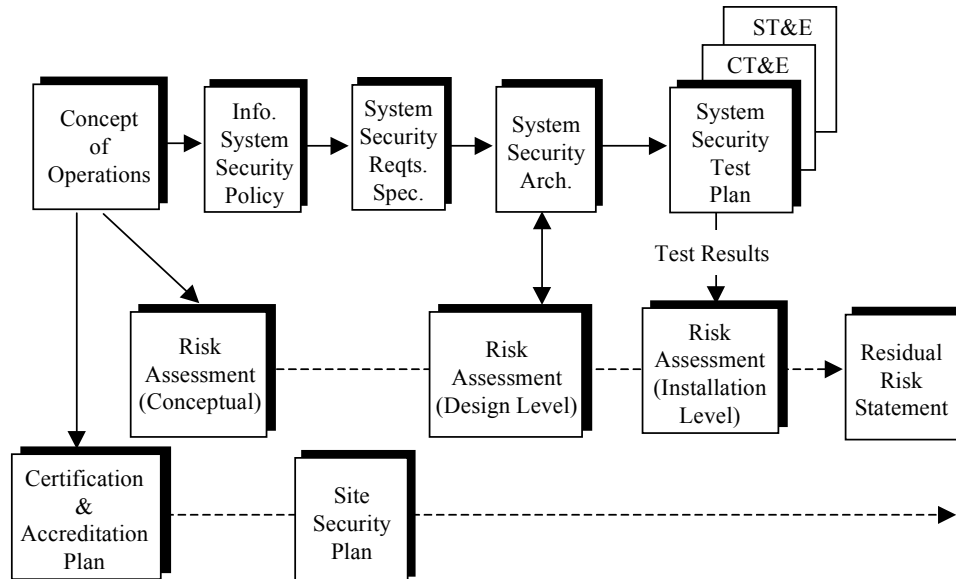 ST&E
CT&E
Concept
of
Operations
Info.
System
Security
Policy
System
Security
Reqts.
Spec.
System
Security
Arch.
System
Security
Test
Plan
Test Results
Risk
Assessment
(Conceptual)
Risk
Assessment
(Design Level)
Risk
Assessment
(Installation
Level)
Residual
Risk
Statement
Certification
&
Accreditation
Plan
Site
Security
Plan